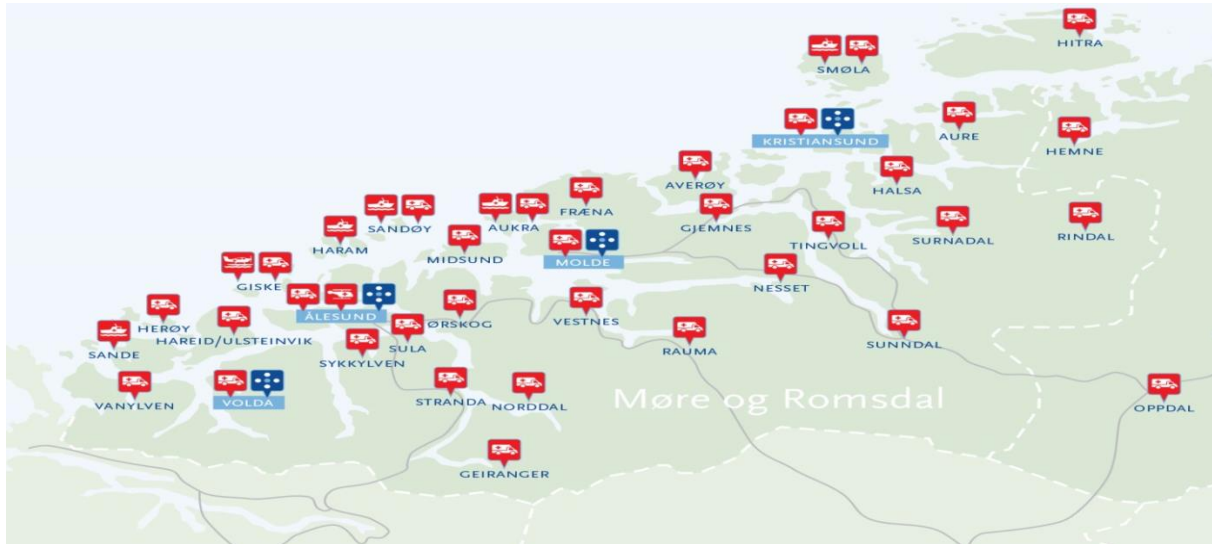 HITRA
SMØLA
KRISTIANSUND
AURE
HEMNE
AVERØY
HALSA
FRÆNA
SANDØY
AUKRA
GJEMNES
TINGVOLL
SURNADAL
RINDAL
HARAM
MIDSUND
MOLDE
GISKE
NESSET
ÅLESUND
ØRSKOG
VESTNES
HERØY
HAREID/ULSTEINVIK
SULA
RAUMA
SUNNDAL
SANDE
SYKKYLVEN
VANYLVEN
VOLDA
STRANDA
NORDDAL
Møre og Romsdal
OPPDAL
GEIRANGER